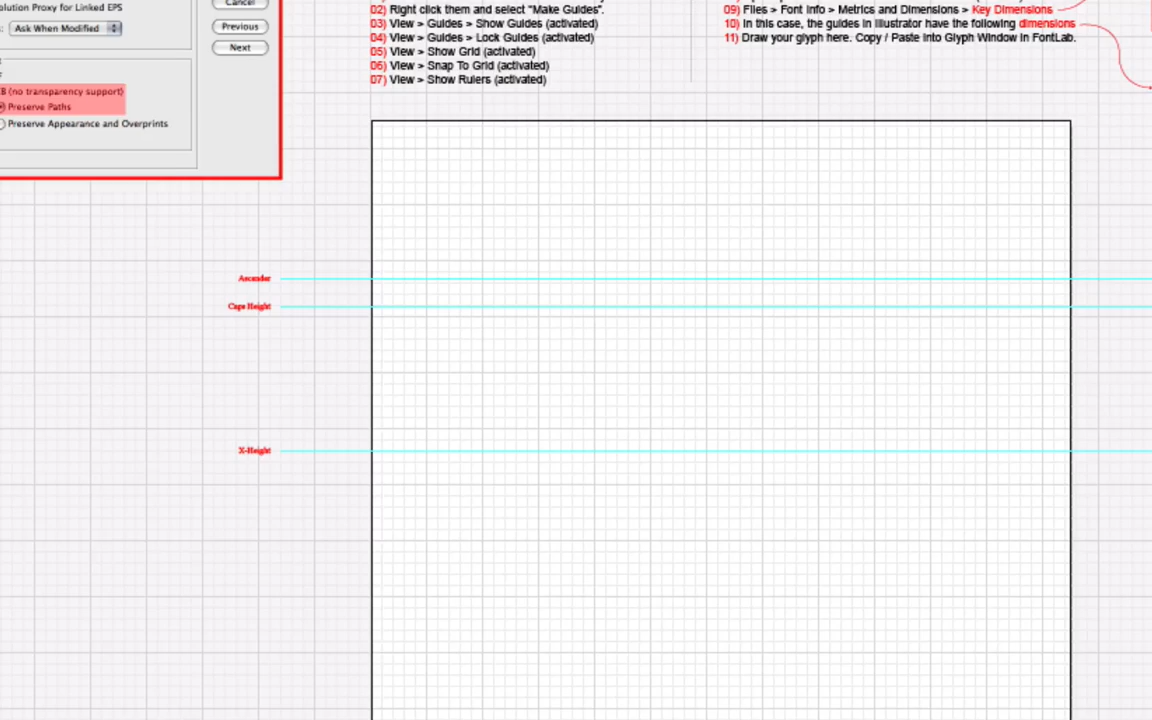 olution Proxy for Linked EPS
Cancel
: Ask When Modified
Previous
Next
B (no transparency support)
Preserve Paths
Preserve Appearance and Overprints
02) Right click them and select "Make Guides".
03) View > Guides > Show Guides (activated)
04) View > Guides > Lock Guides (activated)
05) View > Show Grid (activated)
06) View > Snap To Grid (activated)
07) View > Show Rulers (activated)
09) Files > Font Info > Metrics and Dimensions > Key Dimensions
10) In this case, the guides in Illustrator have the following dimensions
11) Draw your glyph here. Copy / Paste into Glyph Window in FontLab.
Ascender
Caps Height
X-Height